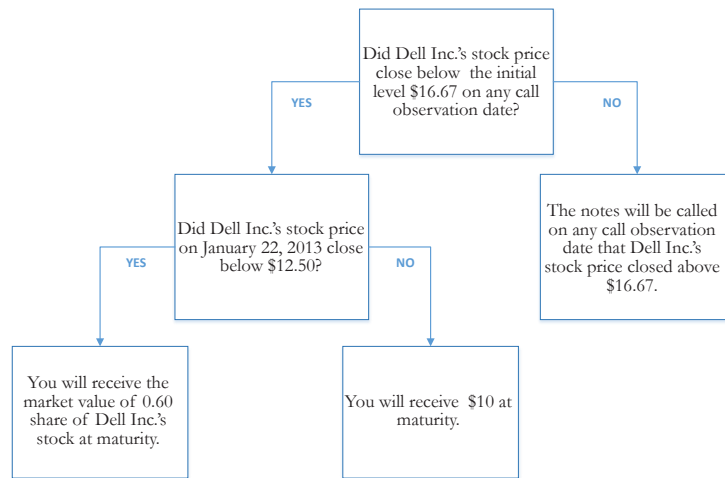 Did Dell Inc.'s stock price
close below the initial
level $16.67 on any call
observation date?
YES
NO
Did Dell Inc.'s stock price
on January 22, 2013 close
below $12.50?
The notes will be called
on any call observation
date that Dell Inc.'s
stock price closed above
$16.67.
YES
NO
You will receive the
market value of 0.60
share of Dell Inc.'s
stock at maturity.
You will receive $10 at
maturity.